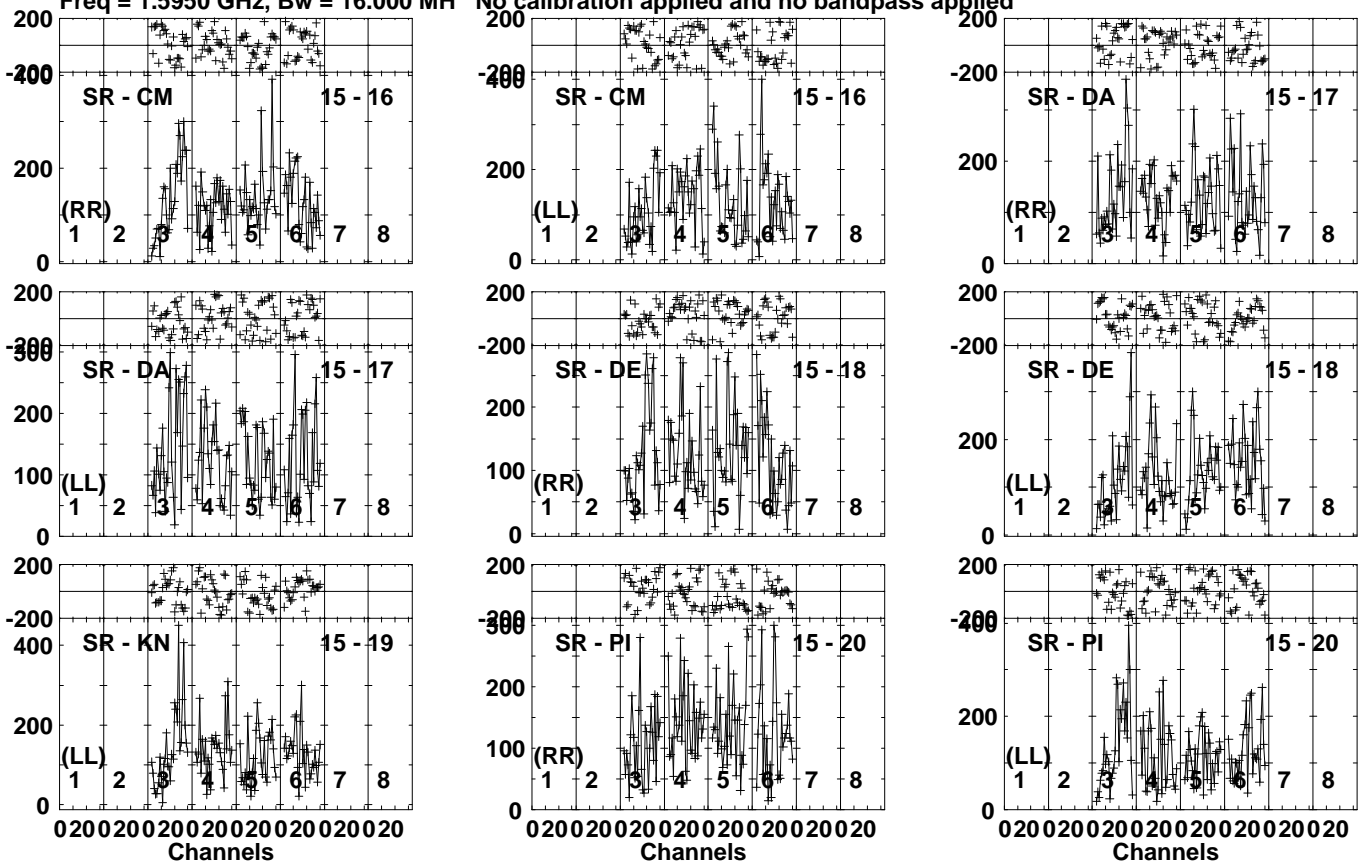 Freq = 1.5950 GHz, Bw = 16.000 MH No calibration applied and no bandpass applied
200 200 200
-200 -200 -200
400 400
SR - CM 15 - 16 SR - CM 15 - 16 SR - DA 15 - 17
200 200 200
(RR) (LL) (RR)
1 2 3 4 5 6 7 8 1 2 3 4 5 6 7 8 1 2 3 4 5 6 7 8
0 0 0
200 200 200
-200 -200 -200
300
SR - DA 15 - 17 SR - DE 15 - 18 SR - DE 15 - 18
200 200 200
100 100
(LL) (RR) (LL)
1 2 3 4 5 6 7 8 1 2 3 4 5 6 7 8 1 2 3 4 5 6 7 8
0 0 0
200 200 200
-200 -200 -200
300 400
SR - KN 15 - 19 SR - PI 15 - 20 SR - PI 15 - 20
400
200 200 200
100
(LL) (RR) (LL)
1 2 3 4 5 6 7 8 1 2 3 4 5 6 7 8 1 2 3 4 5 6 7 8
0 0 0
0 20 0 20 0 20 0 20 0 20 0 20 0 20 0 20 0 20 0 20 0 20 0 20 0 20 0 20 0 20 0 20 0 20 0 20 0 20 0 20 0 20 0 20 0 20 0 20
Channels Channels Channels